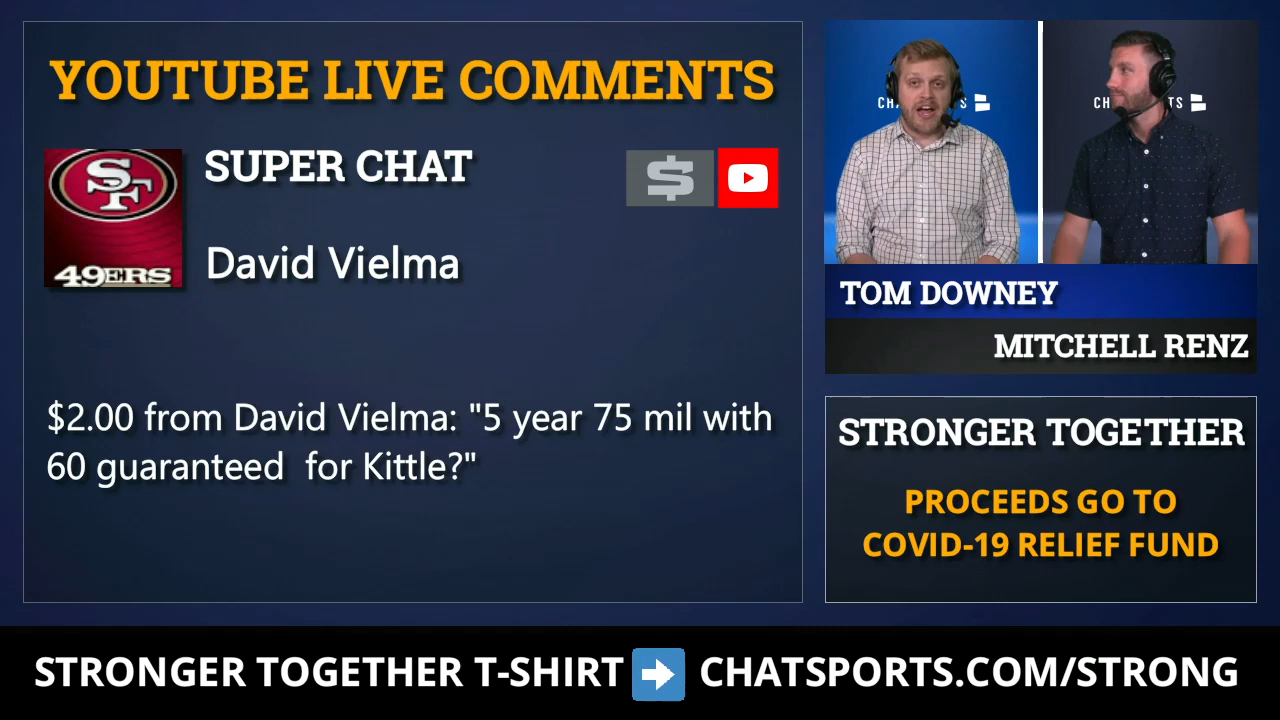 YOUTUBE LIVE COMMENTS
SUPER CHAT
David Vielma
SF
49ERS
$2.00 from David Vielma: "5 year 75 mil with
60 guaranteed for Kittle?"
TOM DOWNEY
MITCHELL RENZ
STRONGER TOGETHER
PROCEEDS GO TO
COVID-19 RELIEF FUND
STRONGER TOGETHER T-SHIRT ➡ CHATSPORTS.COM/STRONG